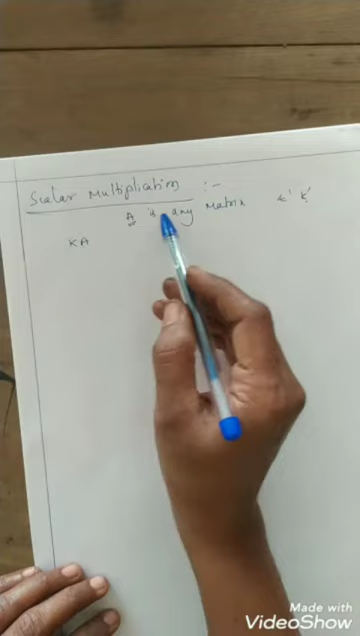 Scalar Multiplication :-
A is any Matrix & 'k'
KA
Made with
VideoShow